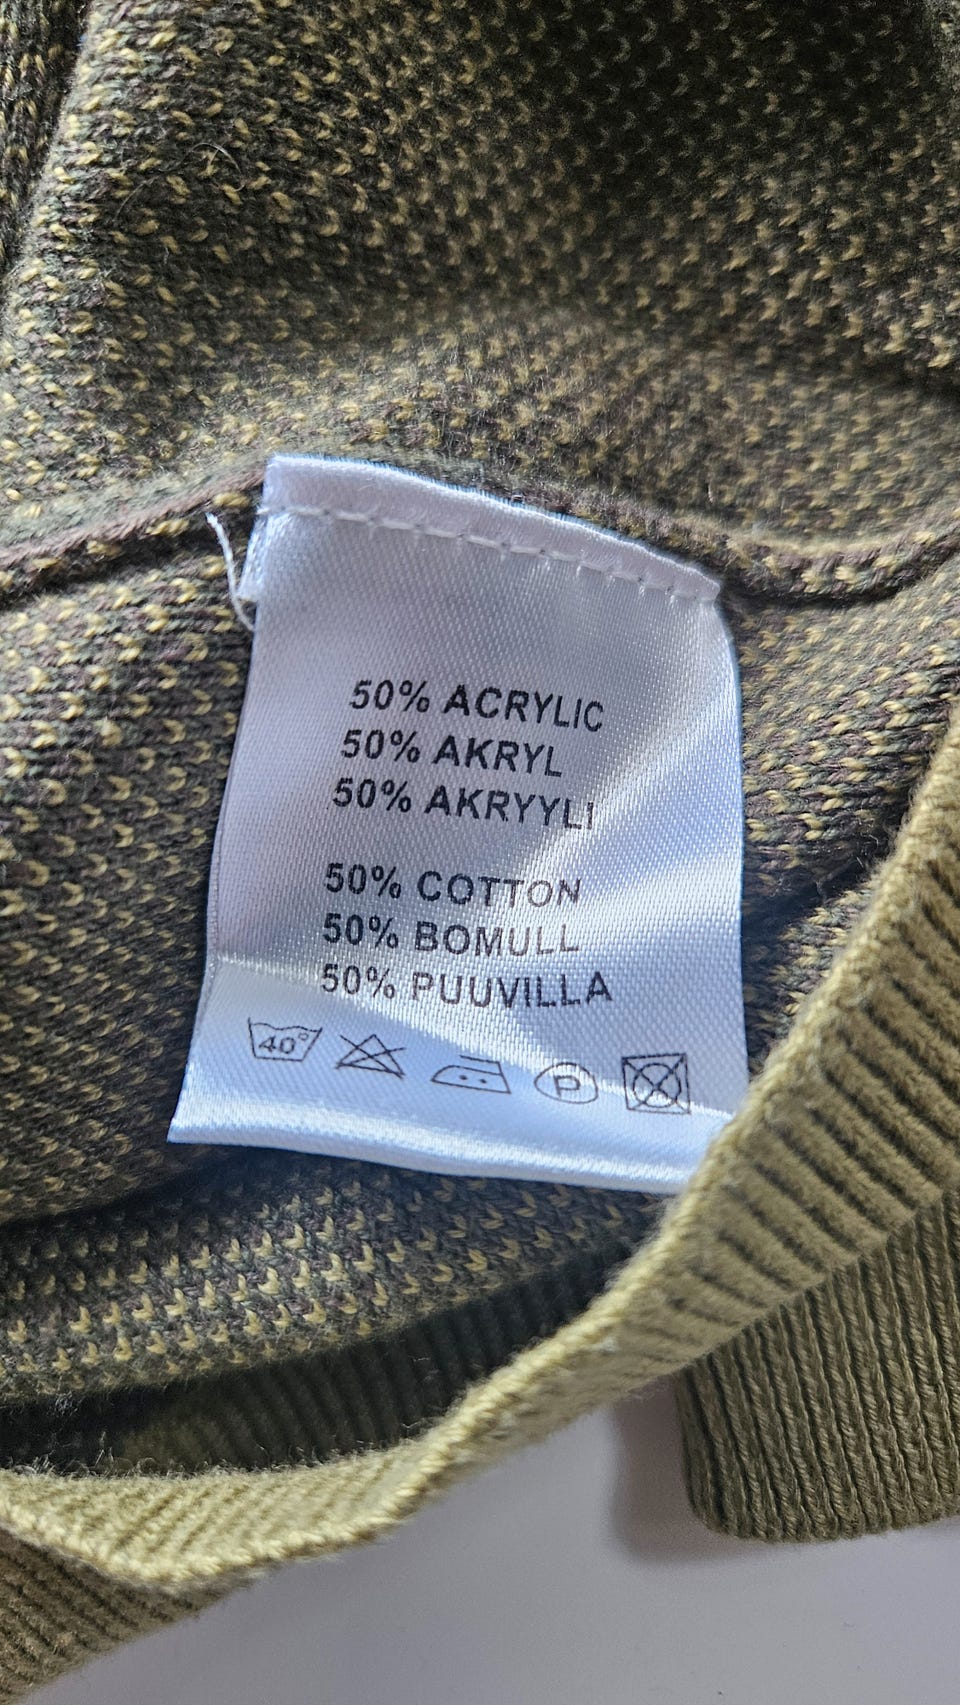 50% ACRYLIC
50% AKRYL
50% AKRYYLI
50% COTTON
50% BOMULL
50% PUUVILLA
40° P